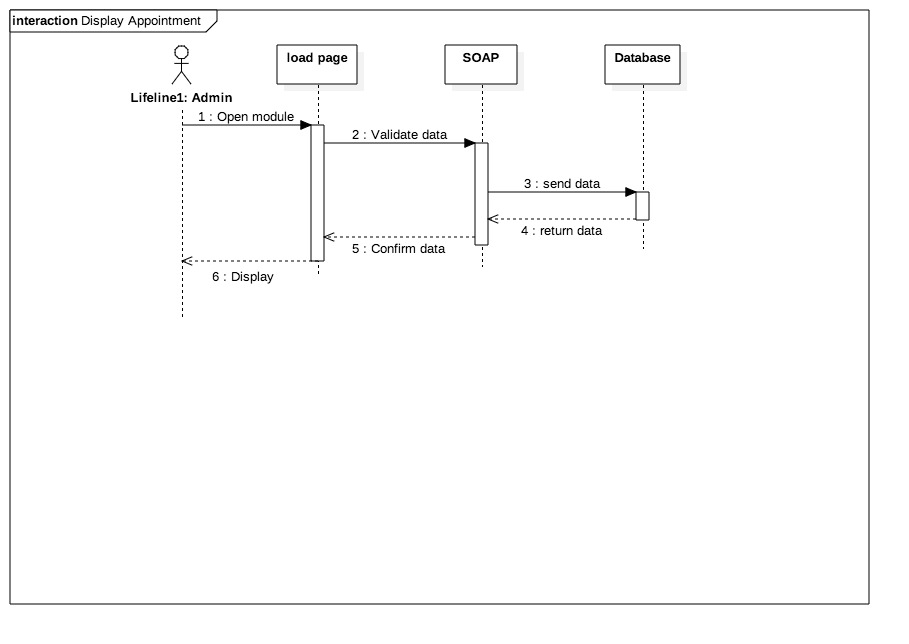 interaction Display Appointment
load page
SOAP
Database
Lifeline1: Admin
1 : Open module
2 : Validate data
3 : send data
4 : return data
5 : Confirm data
6 : Display